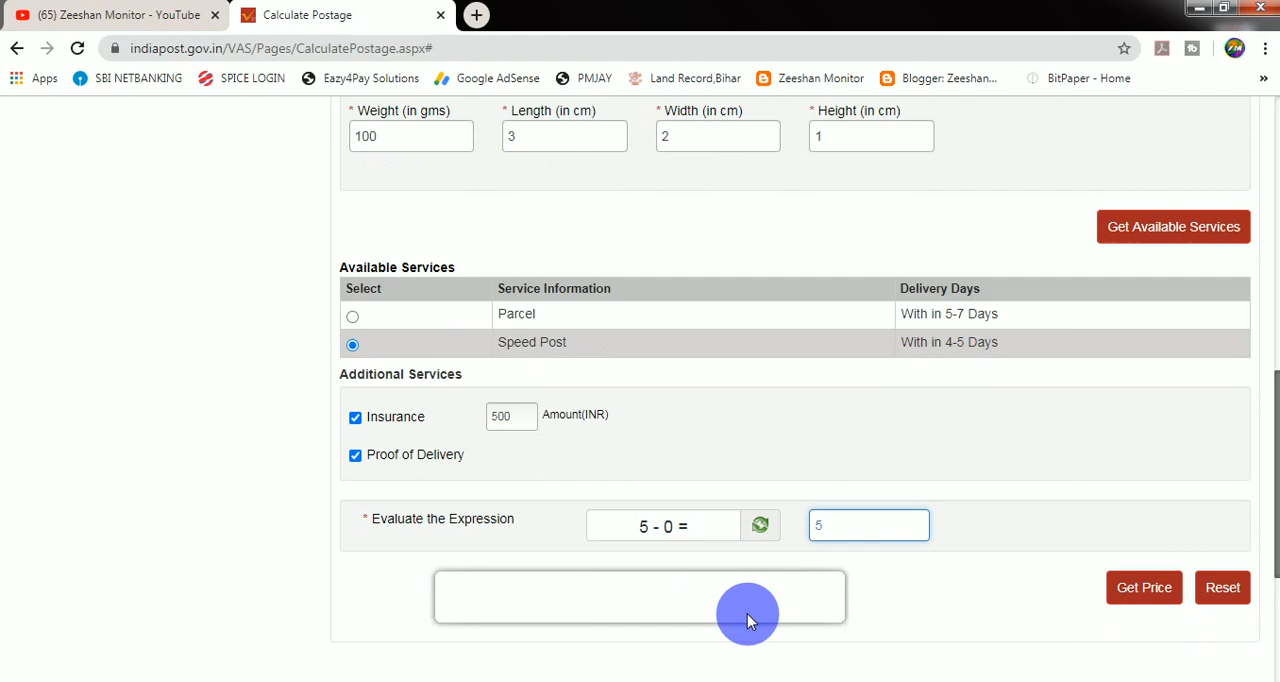 (65) Zeeshan Monitor - YouTube
Calculate Postage
indiapost.gov.in/VAS/Pages/CalculatePostage.aspx#
Apps SBI NETBANKING SPICE LOGIN Eazy4Pay Solutions Google AdSense PMJAY Land Record,Bihar Zeeshan Monitor Blogger: Zeeshan... BitPaper - Home »
* Weight (in gms) * Length (in cm) * Width (in cm) * Height (in cm)
100 3 2 1
Get Available Services
Available Services
Select Service Information Delivery Days
Parcel With in 5-7 Days
Speed Post With in 4-5 Days
Additional Services
Insurance 500 Amount(INR)
Proof of Delivery
* Evaluate the Expression 5 - 0 = 5
Get Price Reset